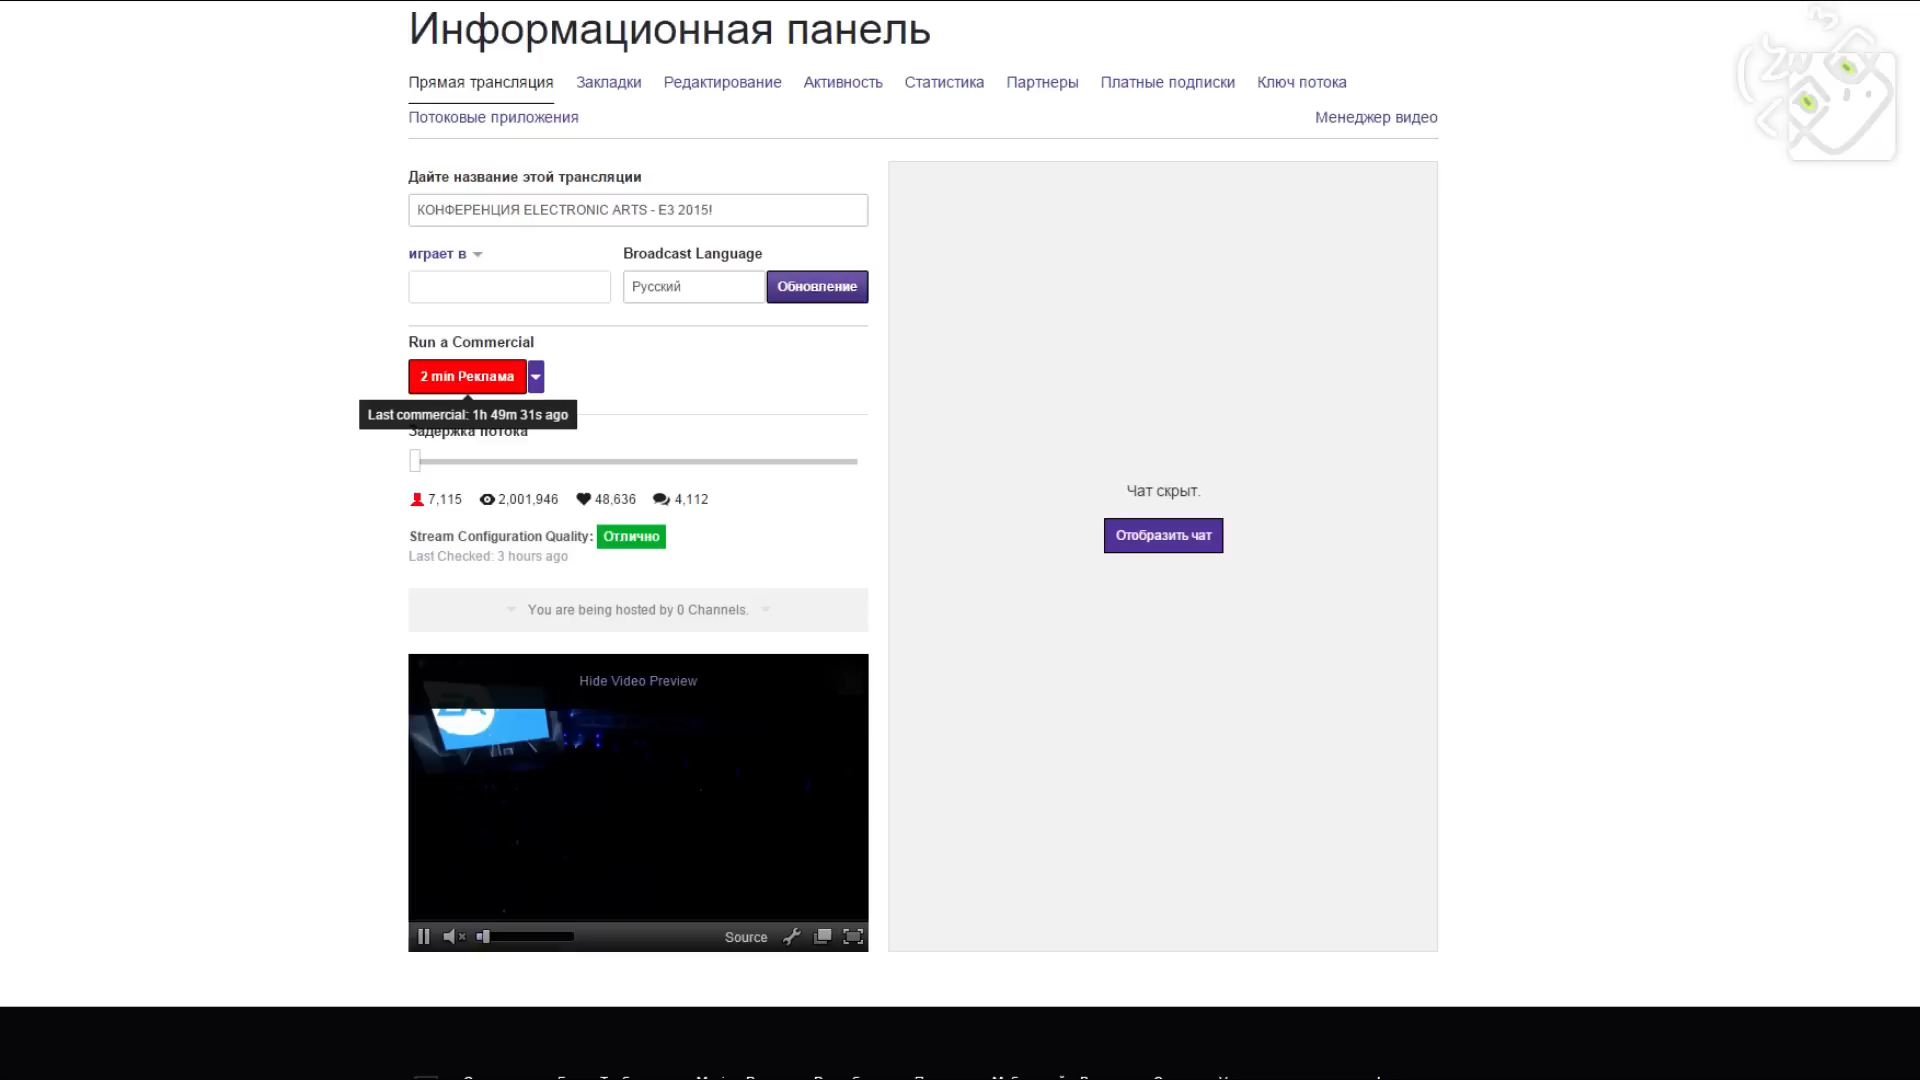 Информационная панель
Прямая трансляция Закладки Редактирование Активность Статистика Партнеры Платные подписки Ключ потока
Потоковые приложения Менеджер видео
Дайте название этой трансляции
КОНФЕРЕНЦИЯ ELECTRONIC ARTS - E3 2015!
играет в Broadcast Language
Русский Обновление
Run a Commercial
2 min Реклама
Last commercial: 1h 49m 31s ago
Задержка потока
7,115 2,001,946 48,636 4,112
Stream Configuration Quality: Отлично
Last Checked: 3 hours ago
You are being hosted by 0 Channels.
Чат скрыт.
Отобразить чат
Hide Video Preview
EA
Source